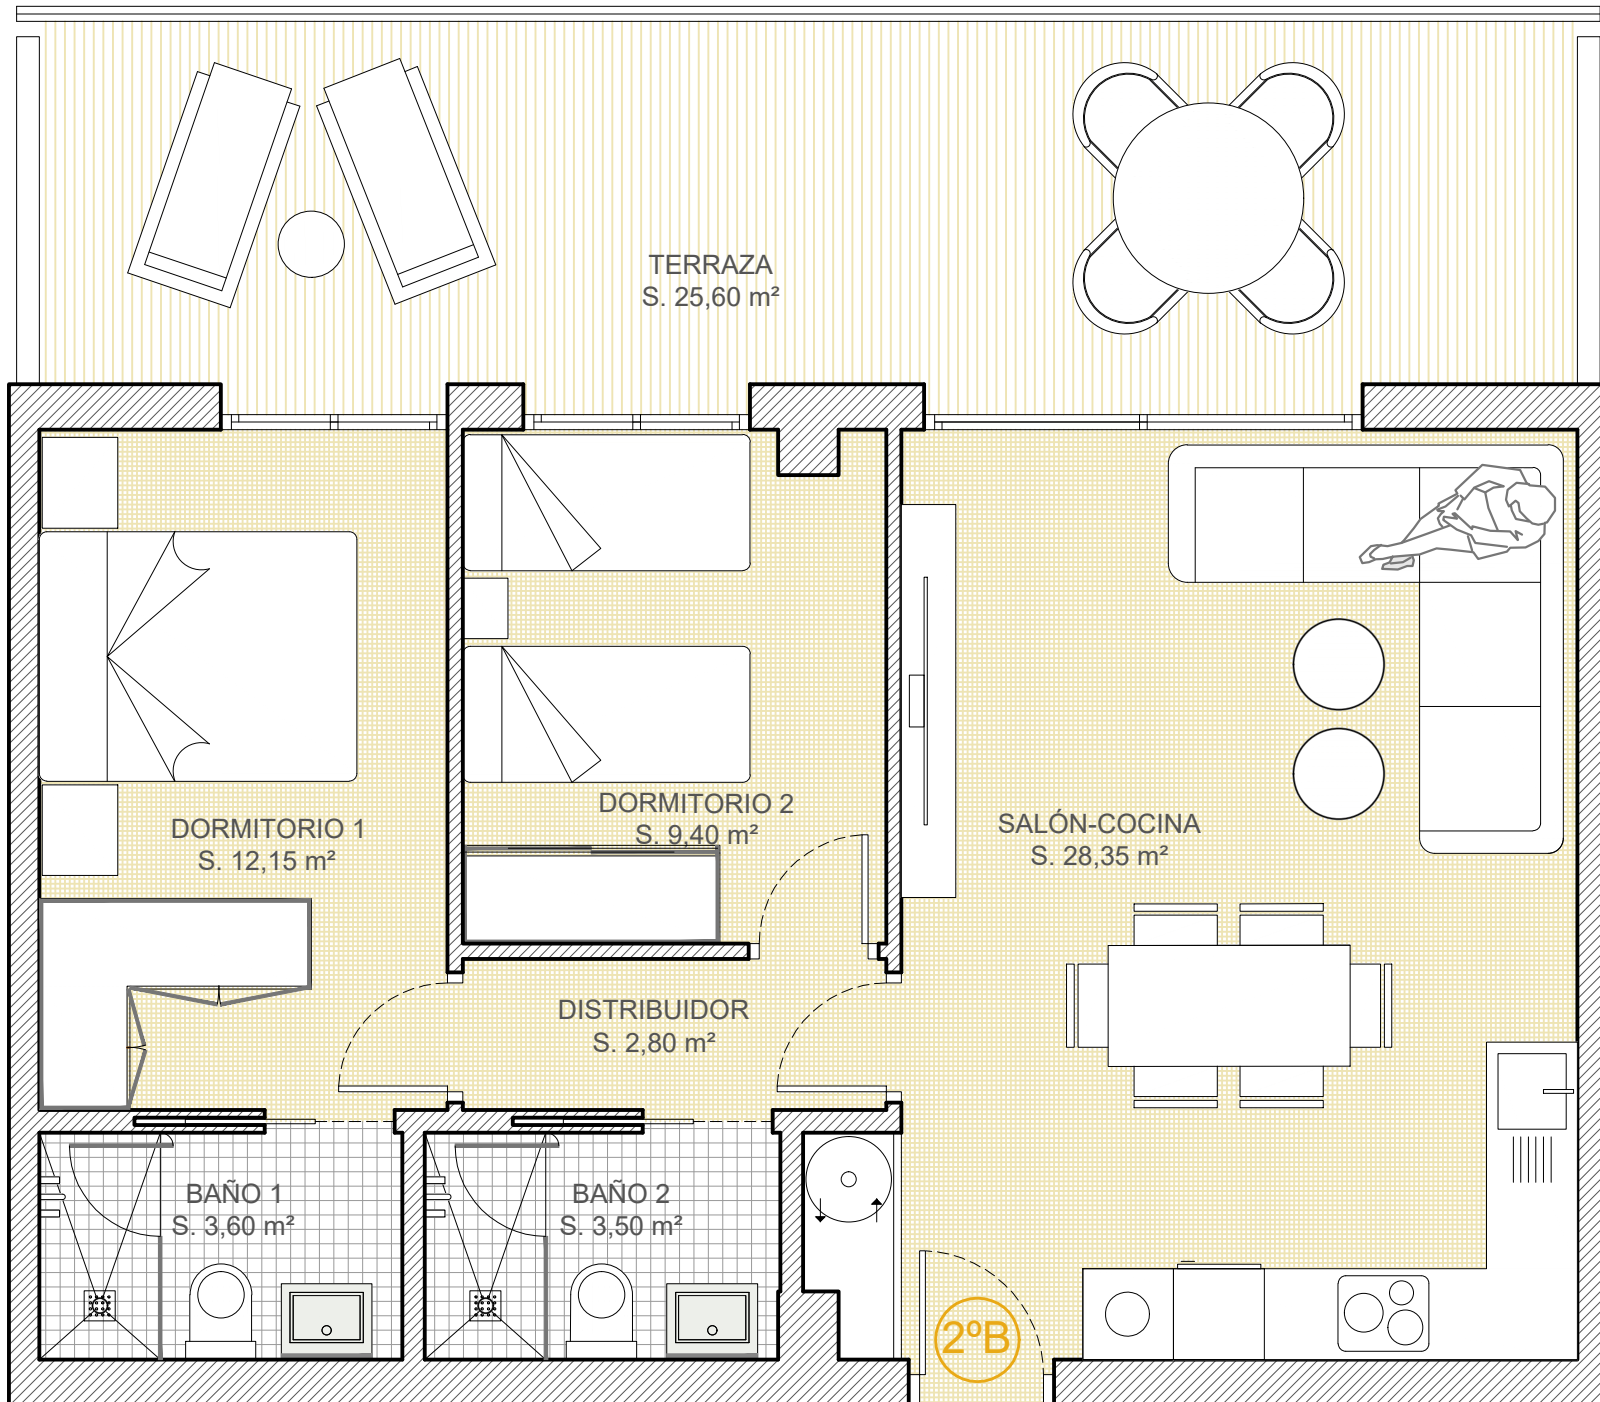 TERRAZA
S. 25,60 m²
DORMITORIO 1
S. 12,15 m²
DORMITORIO 2
S. 9,40 m²
SALÓN-COCINA
S. 28,35 m²
DISTRIBUIDOR
S. 2,80 m²
BAÑO 1
S. 3,60 m²
BAÑO 2
S. 3,50 m²
2ºB